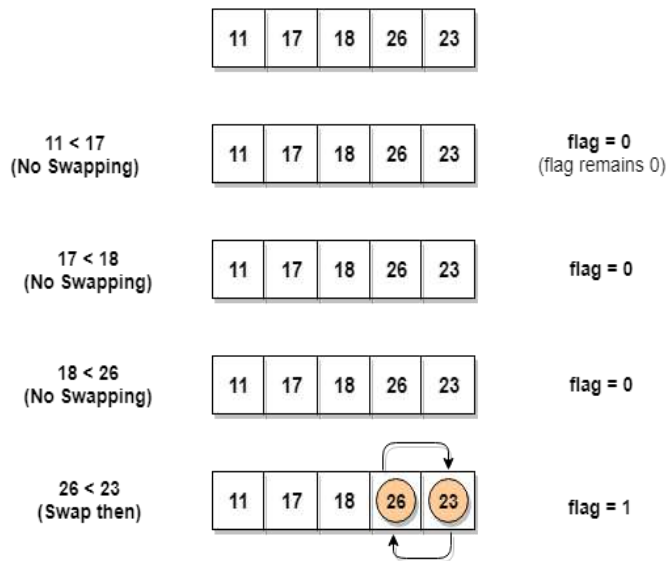 11 17 18 26 23
11 < 17
(No Swapping)
11 17 18 26 23
flag = 0
(flag remains 0)
17 < 18
(No Swapping)
11 17 18 26 23
flag = 0
18 < 26
(No Swapping)
11 17 18 26 23
flag = 0
26 < 23
(Swap then)
11 17 18 26 23
flag = 1